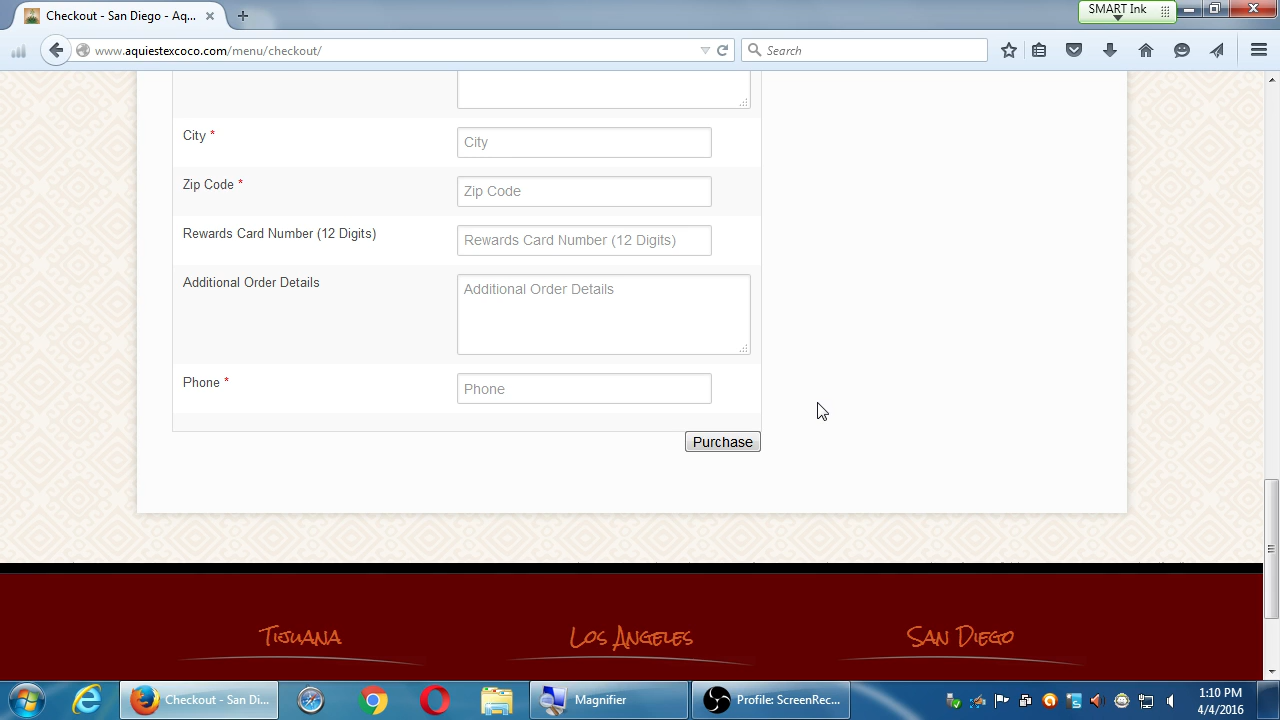 Checkout - San Diego - Aq...
SMART Ink
www.aquiestexcoco.com/menu/checkout/
Search
City *
City
Zip Code *
Zip Code
Rewards Card Number (12 Digits)
Rewards Card Number (12 Digits)
Additional Order Details
Additional Order Details
Phone *
Phone
Purchase
Tijuana
Los Angeles
San Diego
Checkout - San Di...
Magnifier
Profile: ScreenRec...
1:10 PM
4/4/2016